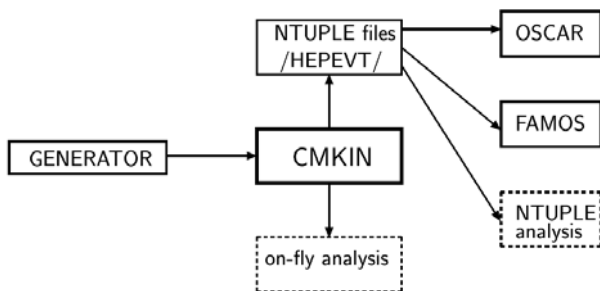 NTUPLE files
/HEPEVT/
OSCAR
FAMOS
GENERATOR
CMKIN
NTUPLE
analysis
on-fly analysis